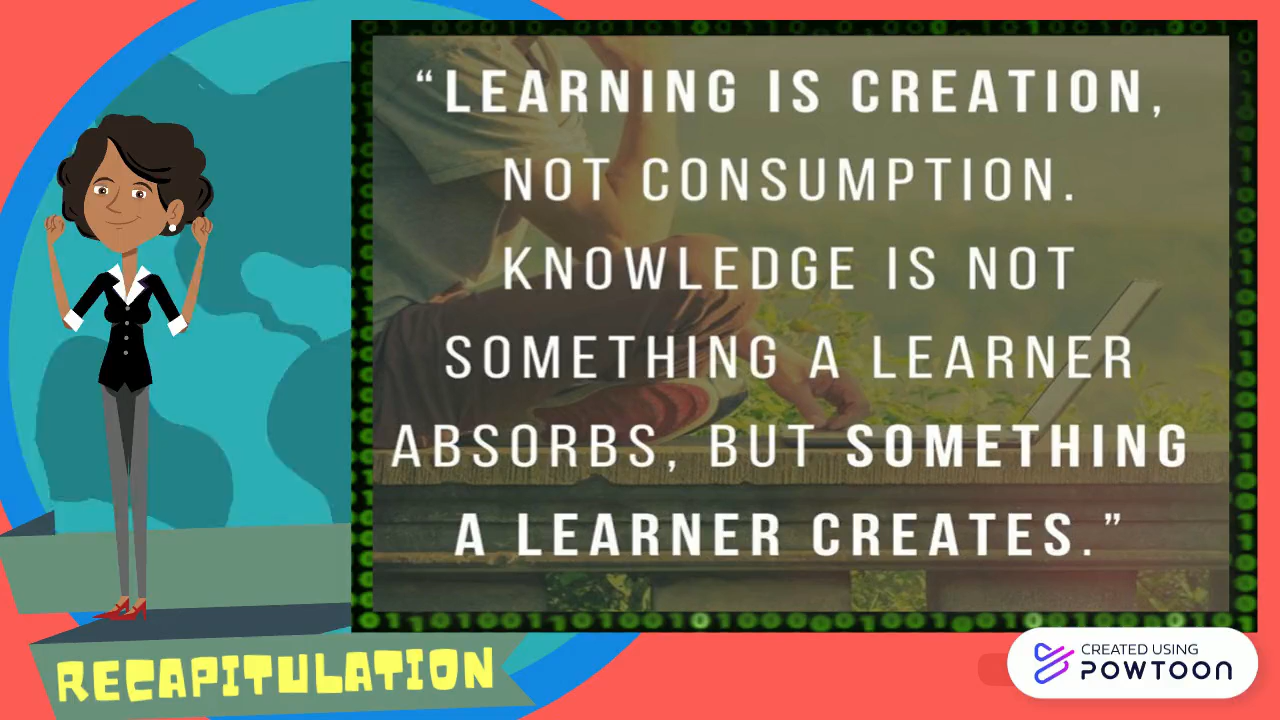 “LEARNING IS CREATION,
NOT CONSUMPTION.
KNOWLEDGE IS NOT
SOMETHING A LEARNER
ABSORBS, BUT SOMETHING
A LEARNER CREATES.”
RECAPITULATION
CREATED USING
POWTOON